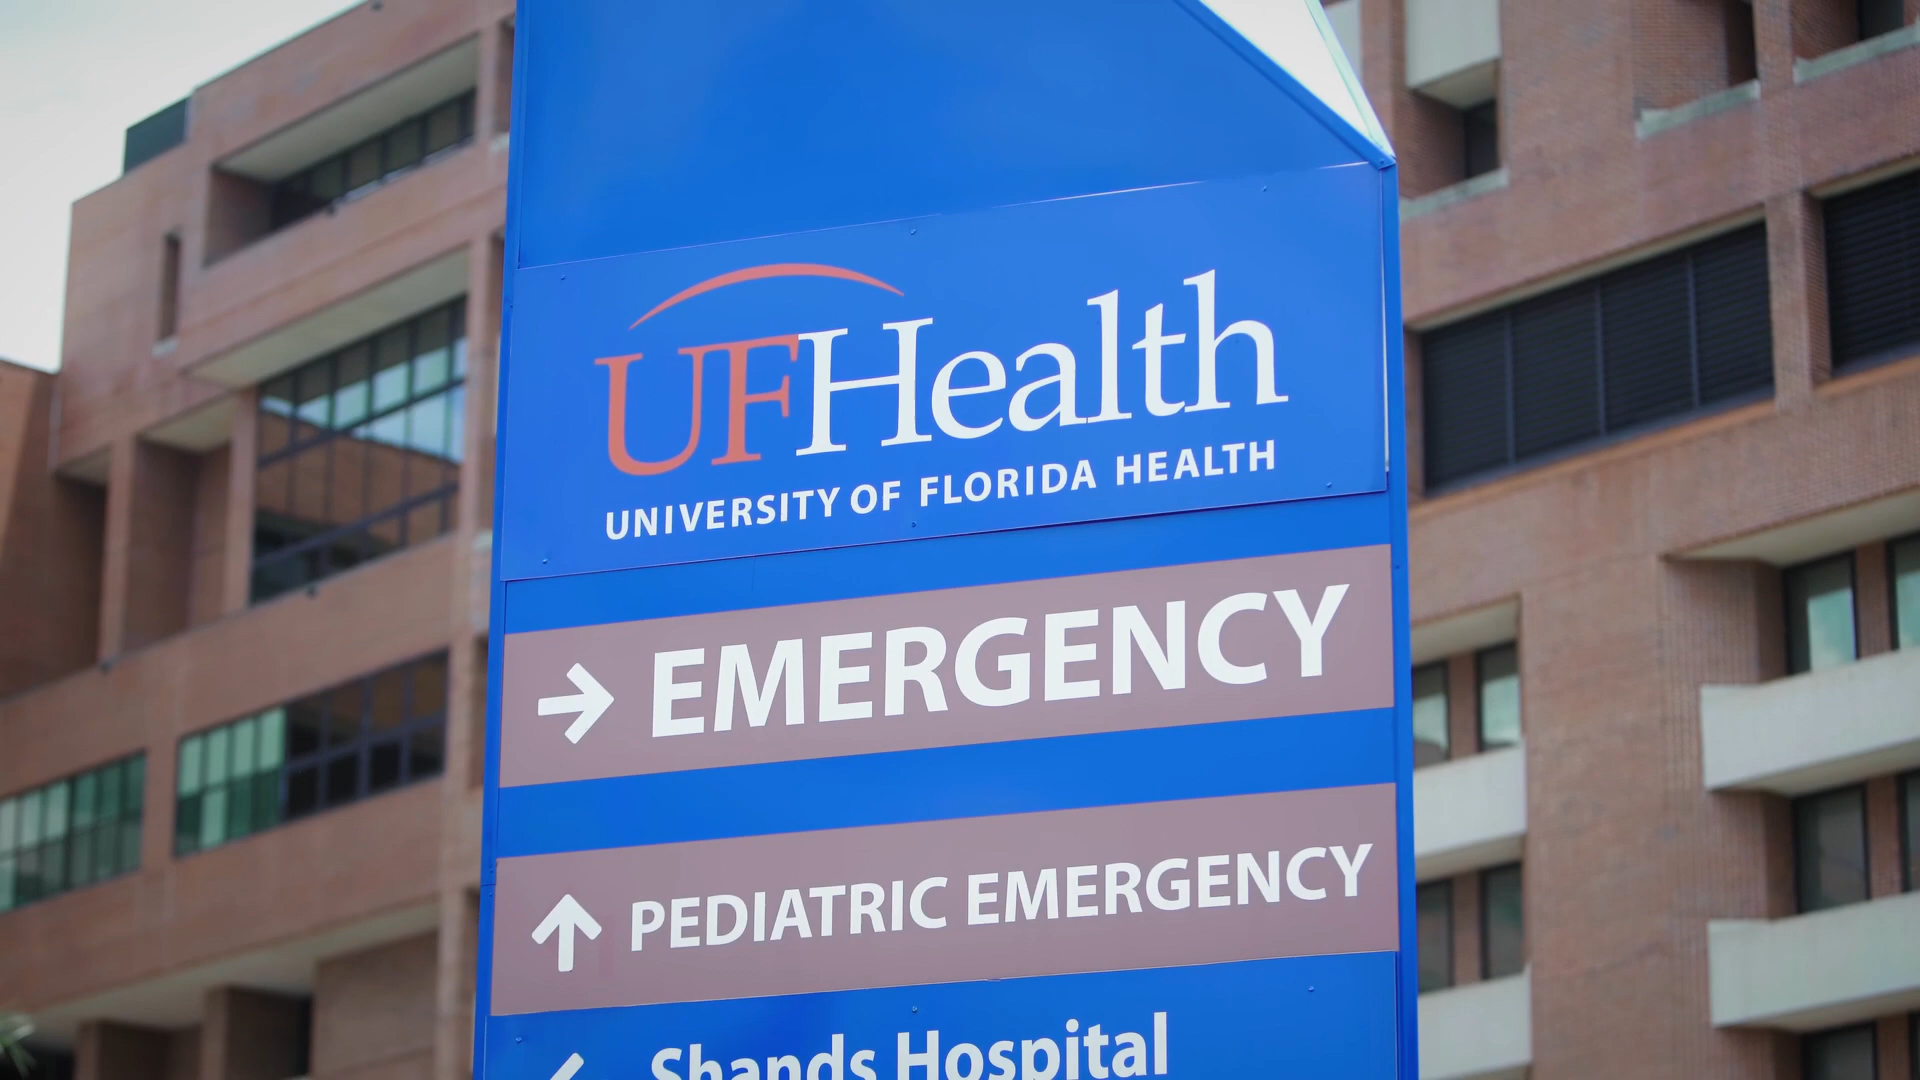 UFHealth
UNIVERSITY OF FLORIDA HEALTH
→ EMERGENCY
↑ PEDIATRIC EMERGENCY
← Shands Hospital